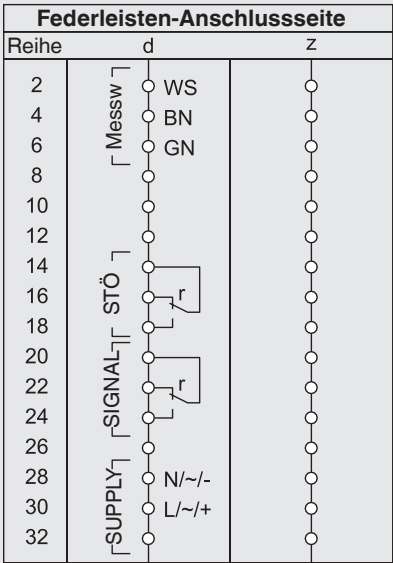 Federleisten-Anschlussseite
Reihe d z
2 WS
4 BN
6 GN
Messw
8
10
12
14
16 r
18
STÖ
20
22 r
24
SIGNAL
26
28 N/~/-
30 L/~/+
32
SUPPLY